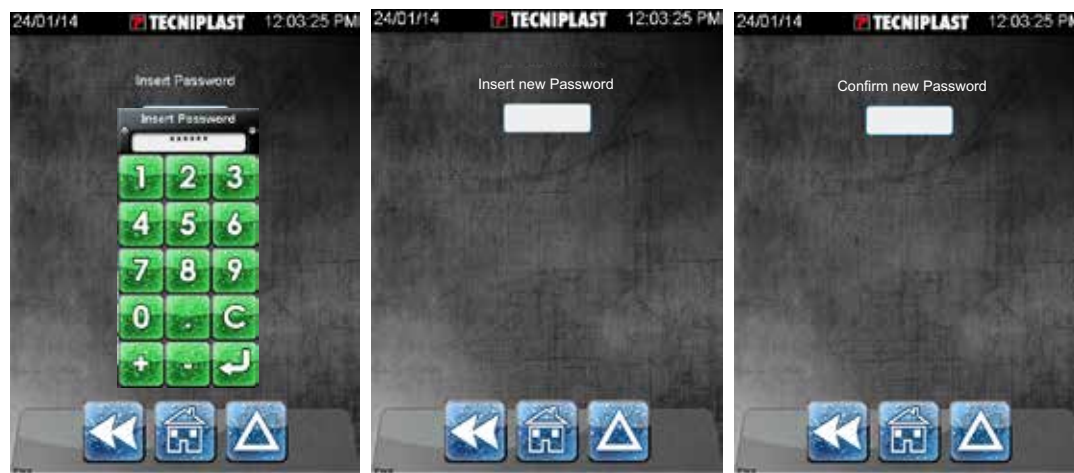 24/01/14 TECNIPLAST 12:03:25 PM
Insert Password
Insert Password
******
1 2 3
4 5 6
7 8 9
0 . C
+ -
24/01/14 TECNIPLAST 12:03:25 PM
Insert new Password
24/01/14 TECNIPLAST 12:03:25 PM
Confirm new Password